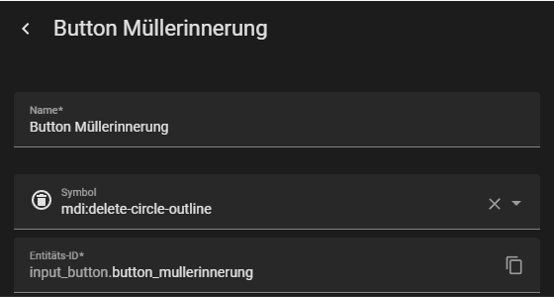 Button Müllerinnerung
Name*
Button Müllerinnerung
Symbol
mdi:delete-circle-outline
Entitäts-ID*
input_button.button_mullerinnerung